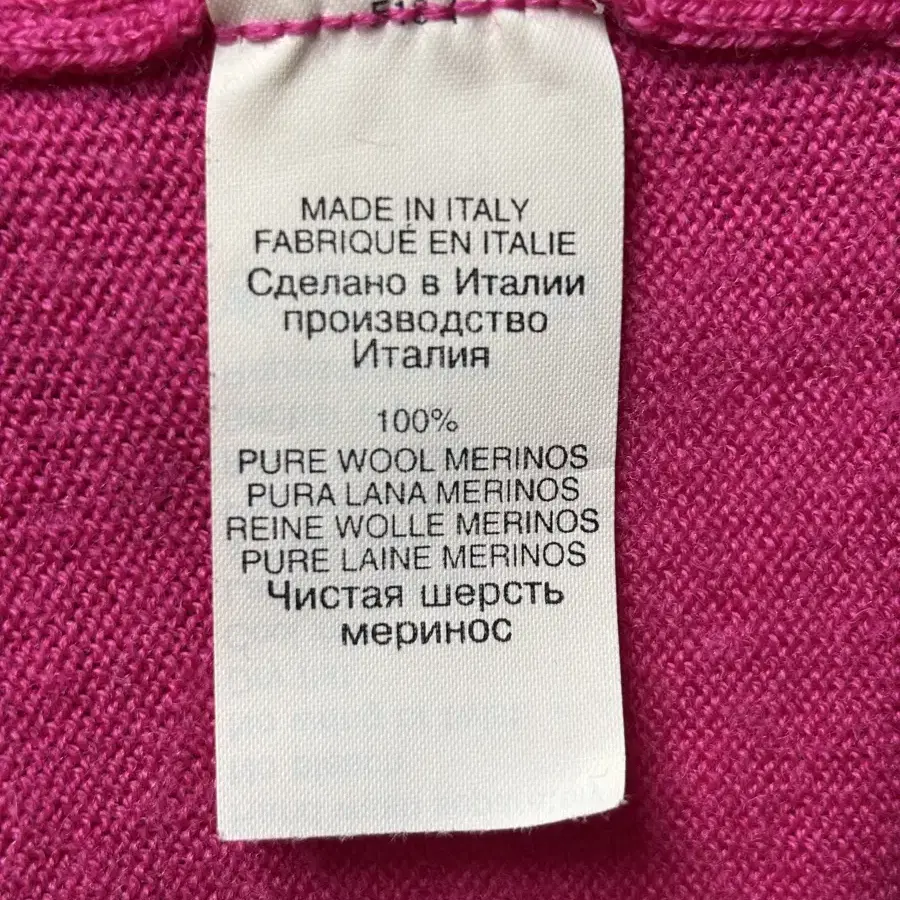 MADE IN ITALY
FABRIQUÉ EN ITALIE
Сделано в Италии
производство
Италия
100%
PURE WOOL MERINOS
PURA LANA MERINOS
REINE WOLLE MERINOS
PURE LAINE MERINOS
Чистая шерсть
меринос